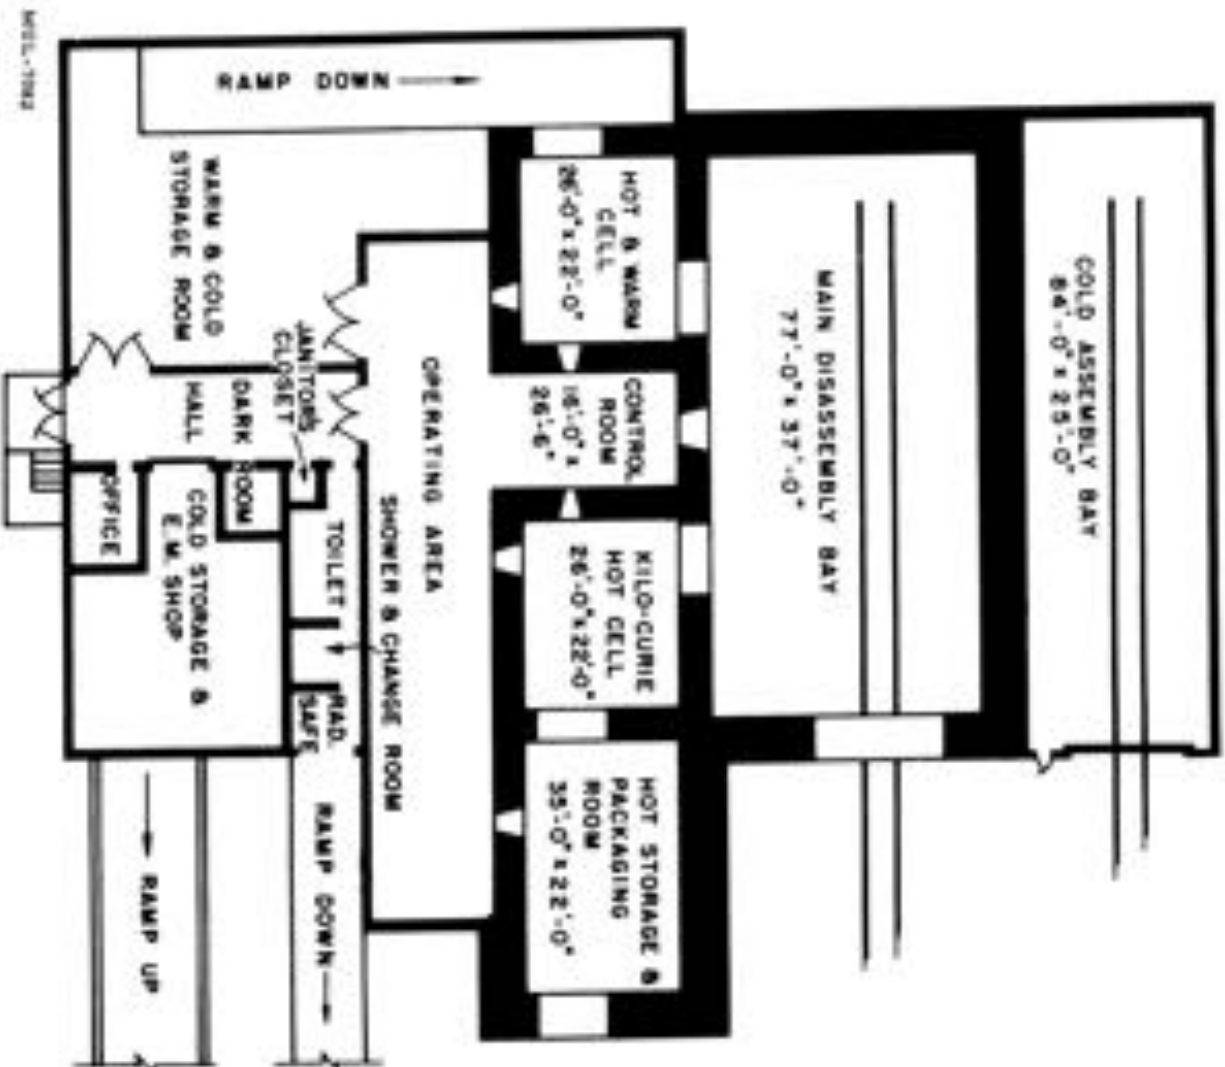 RAMP DOWN
COLD ASSEMBLY BAY
84'-0" x 25'-0"
MAIN DISASSEMBLY BAY
77'-0" x 37'-0"
HOT & WARM
CELL
26'-0" x 22'-0"
CONTROL
ROOM
16'-0" x
26'-6"
KILO-CURIE
HOT CELL
26'-0" x 22'-0"
HOT STORAGE &
PACKAGING
ROOM
35'-0" x 22'-0"
OPERATING AREA
SHOWER & CHANGE ROOM
WARM & COLD
STORAGE ROOM
JANITOR'S
CLOSET
DARK ROOM
HALL
TOILET
RAD.
SAFE
OFFICE
COLD STORAGE &
E.M. SHOP
RAMP DOWN
RAMP UP